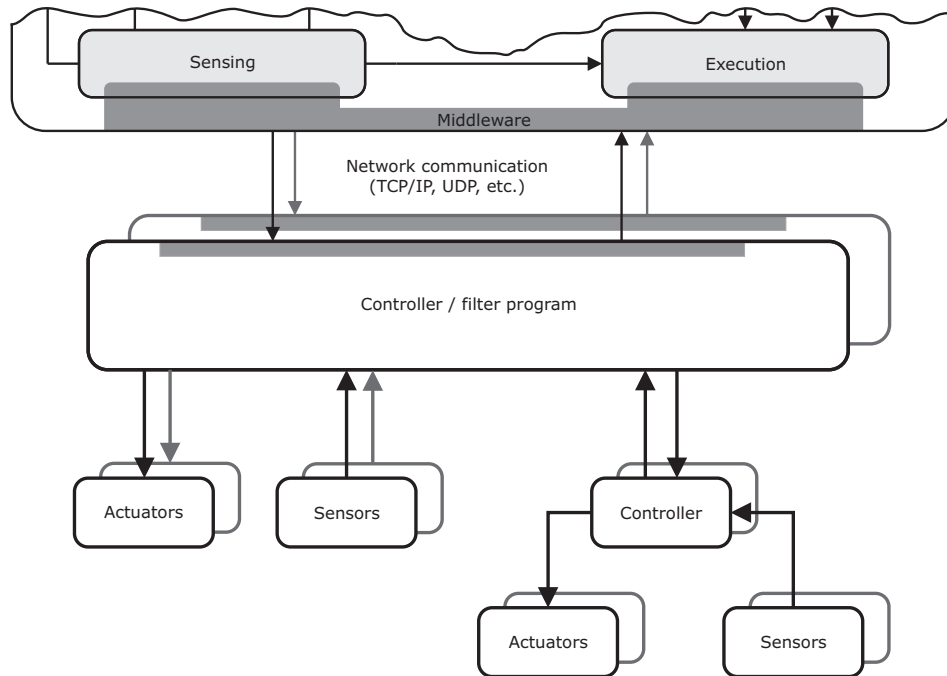 Sensing
Execution
Middleware
Network communication
(TCP/IP, UDP, etc.)
Controller / filter program
Actuators
Sensors
Controller
Actuators
Sensors